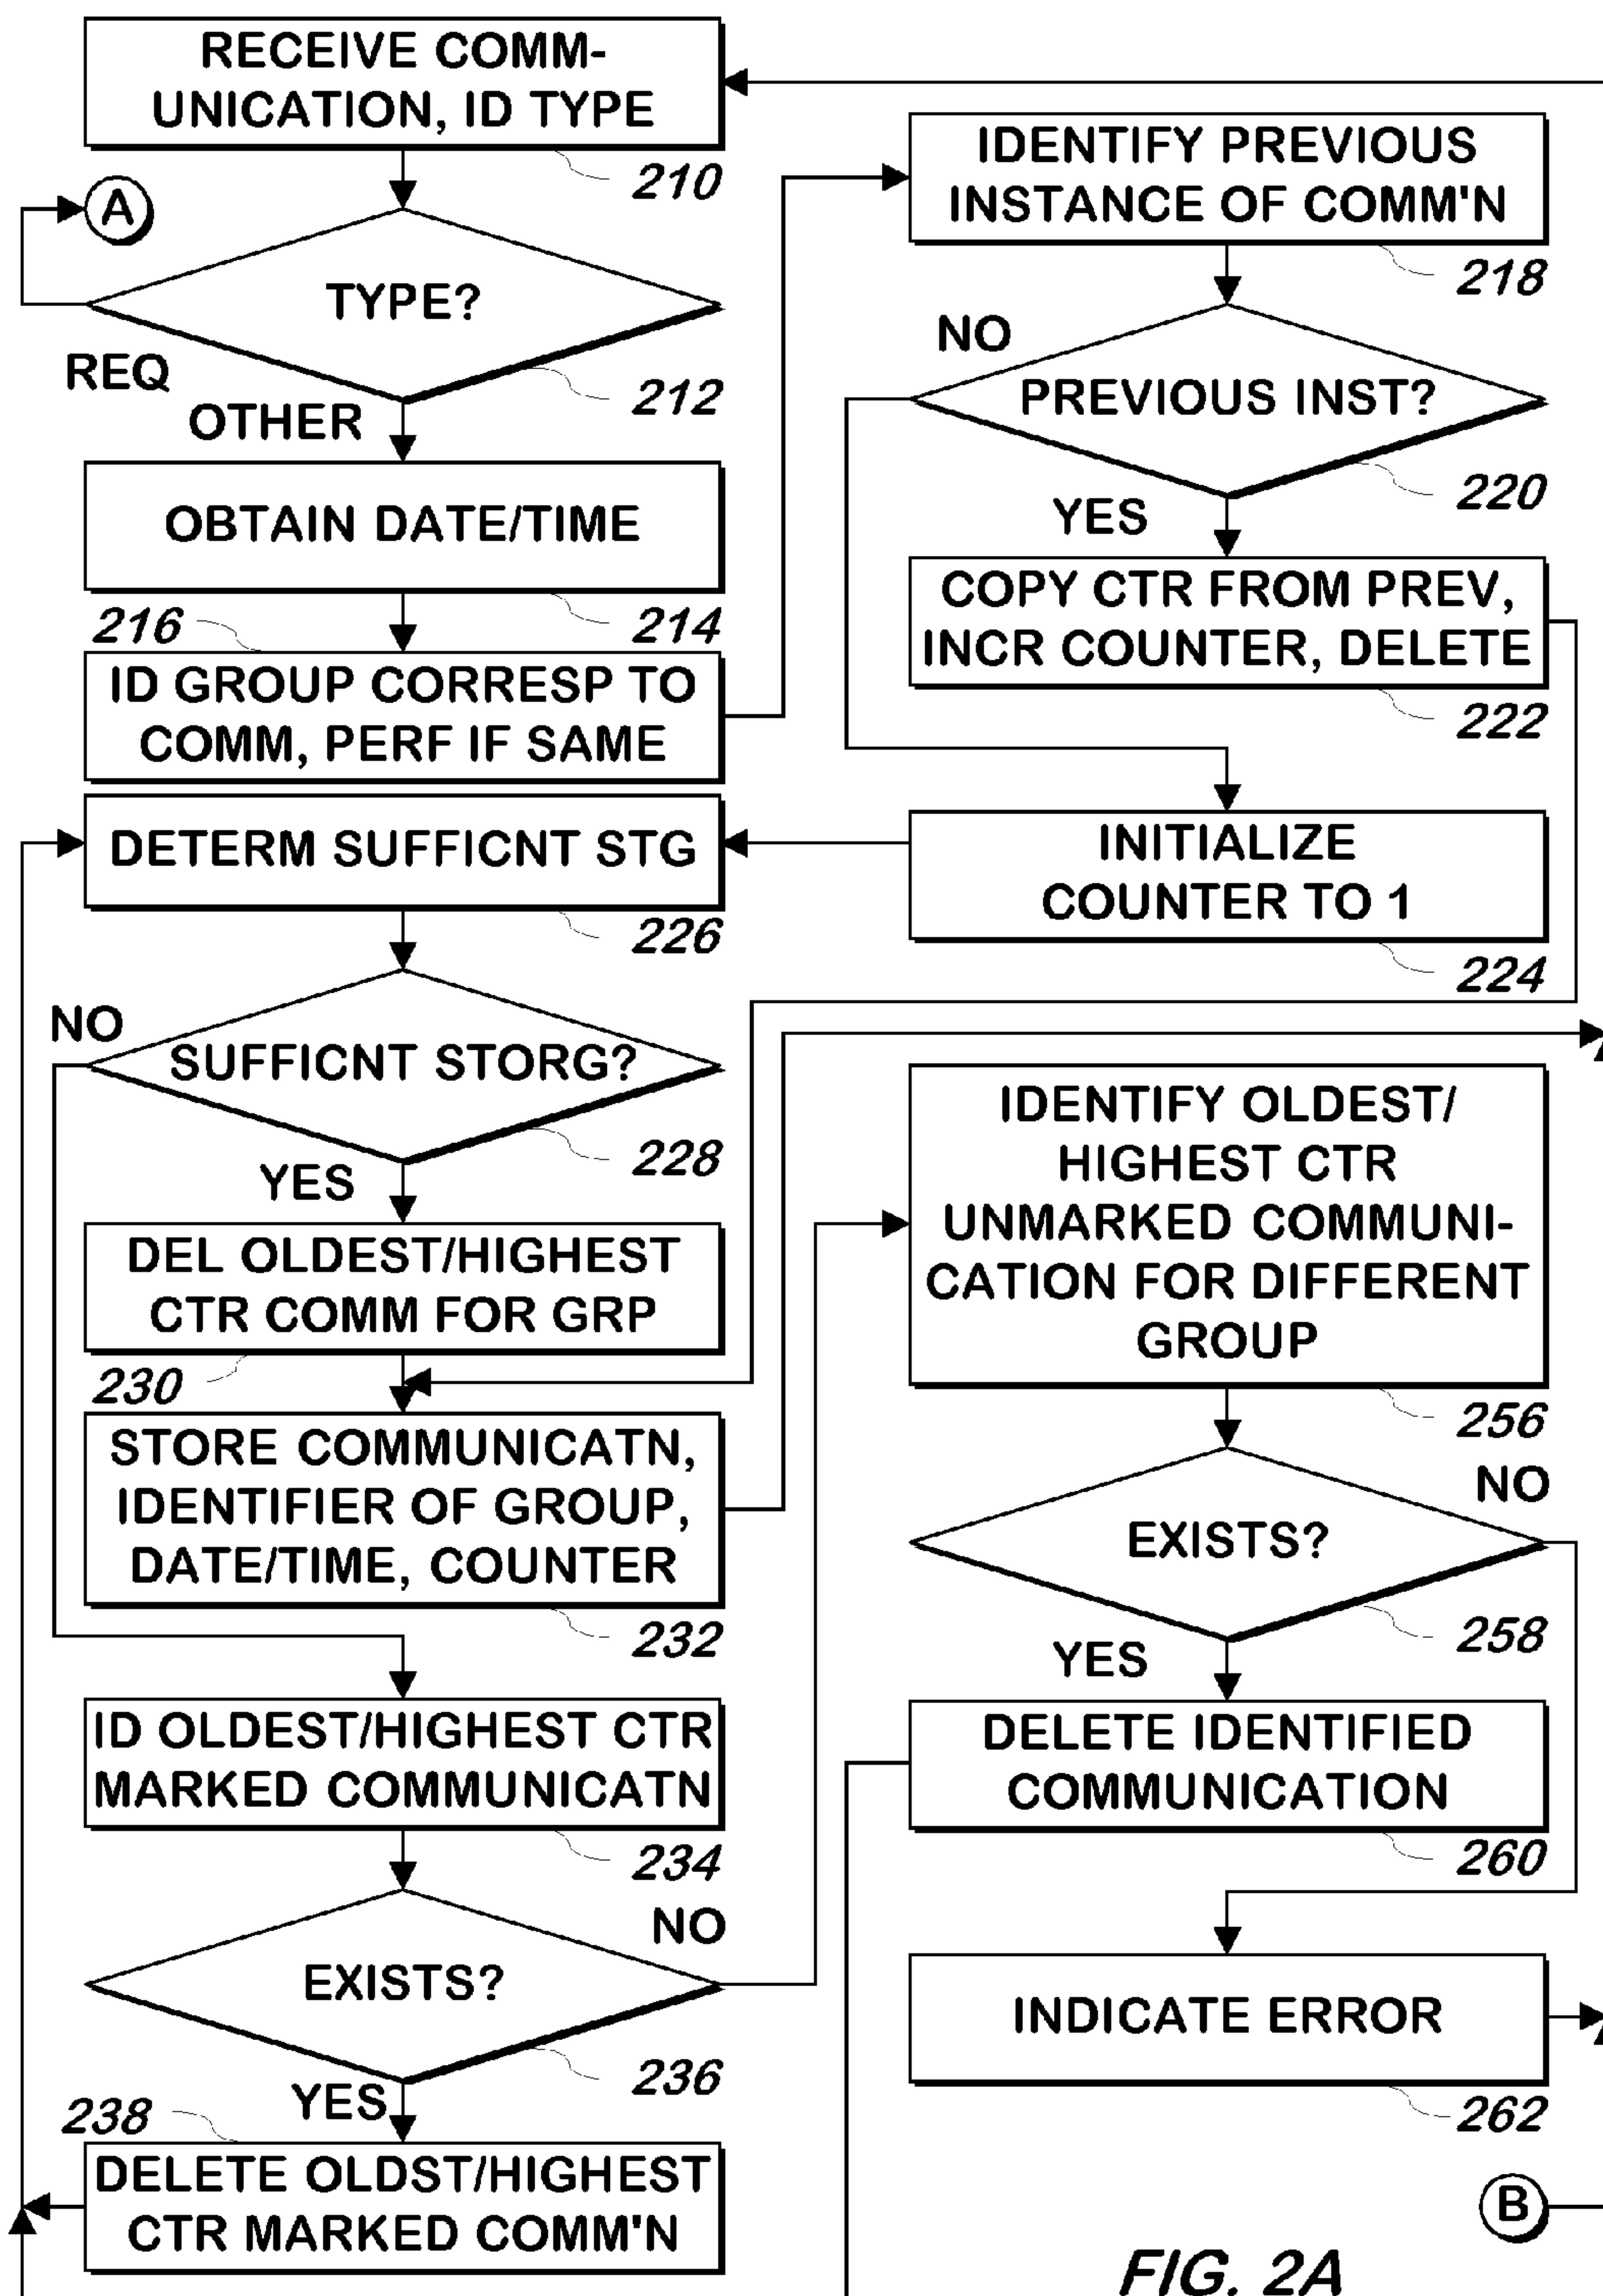 RECEIVE COMM-
UNICATION, ID TYPE
210
A
TYPE?
REQ
212
OTHER
OBTAIN DATE/TIME
216
214
ID GROUP CORRESP TO
COMM, PERF IF SAME
DETERM SUFFICNT STG
226
NO
SUFFICNT STORG?
228
YES
DEL OLDEST/HIGHEST
CTR COMM FOR GRP
230
STORE COMMUNICATN,
IDENTIFIER OF GROUP,
DATE/TIME, COUNTER
232
ID OLDEST/HIGHEST CTR
MARKED COMMUNICATN
234
NO
EXISTS?
236
YES
238
DELETE OLDST/HIGHEST
CTR MARKED COMM'N
IDENTIFY PREVIOUS
INSTANCE OF COMM'N
218
NO
PREVIOUS INST?
220
YES
COPY CTR FROM PREV,
INCR COUNTER, DELETE
222
INITIALIZE
COUNTER TO 1
224
IDENTIFY OLDEST/
HIGHEST CTR
UNMARKED COMMUNI-
CATION FOR DIFFERENT
GROUP
256
NO
EXISTS?
258
YES
DELETE IDENTIFIED
COMMUNICATION
260
INDICATE ERROR
262
B
FIG. 2A